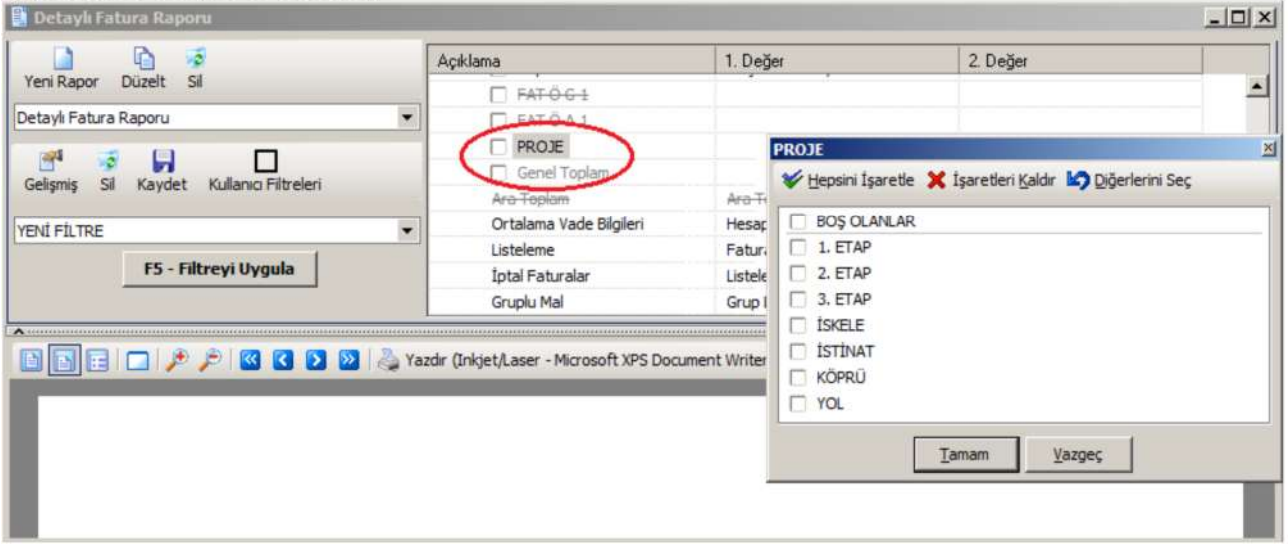 Detaylı Fatura Raporu
Yeni Rapor Düzelt Sil
Detaylı Fatura Raporu
Gelişmiş Sil Kaydet Kullanıcı Filtreleri
YENİ FİLTRE
F5 - Filtreyi Uygula
Açıklama 1. Değer 2. Değer
FAT Ö G 1
FAT Ö A 1
PROJE
Genel Toplam
Ara Toplam Ara
Ortalama Vade Bilgileri Hesap
Listeleme Fatura
İptal Faturalar Listele
Gruplu Mal Grup
PROJE
Hepsini İşaretle İşaretleri Kaldır Diğerlerini Seç
BOŞ OLANLAR
1. ETAP
2. ETAP
3. ETAP
İSKELE
İSTİNAT
KÖPRÜ
YOL
Tamam Vazgeç
Yazdır (Inkjet/Laser - Microsoft XPS Document Writer